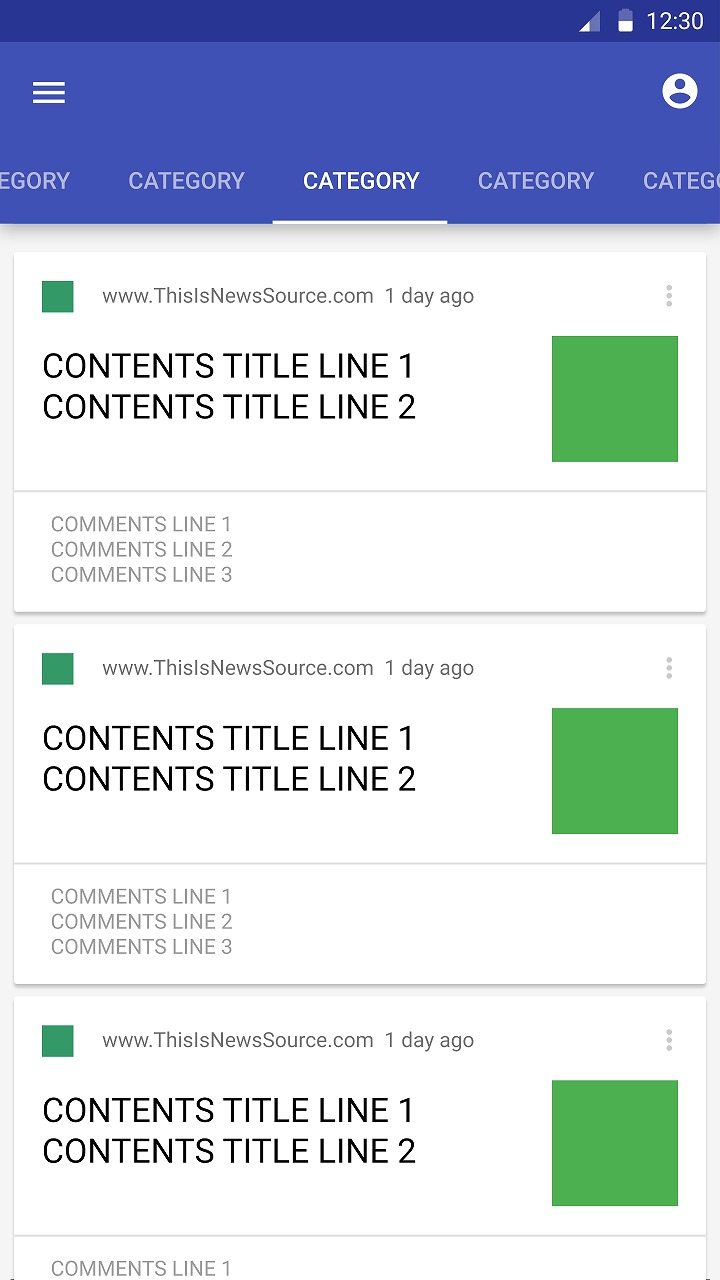 12:30
EGORY CATEGORY CATEGORY CATEGORY CATEG
www.ThisIsNewsSource.com 1 day ago
CONTENTS TITLE LINE 1
CONTENTS TITLE LINE 2
COMMENTS LINE 1
COMMENTS LINE 2
COMMENTS LINE 3
www.ThisIsNewsSource.com 1 day ago
CONTENTS TITLE LINE 1
CONTENTS TITLE LINE 2
COMMENTS LINE 1
COMMENTS LINE 2
COMMENTS LINE 3
www.ThisIsNewsSource.com 1 day ago
CONTENTS TITLE LINE 1
CONTENTS TITLE LINE 2
COMMENTS LINE 1